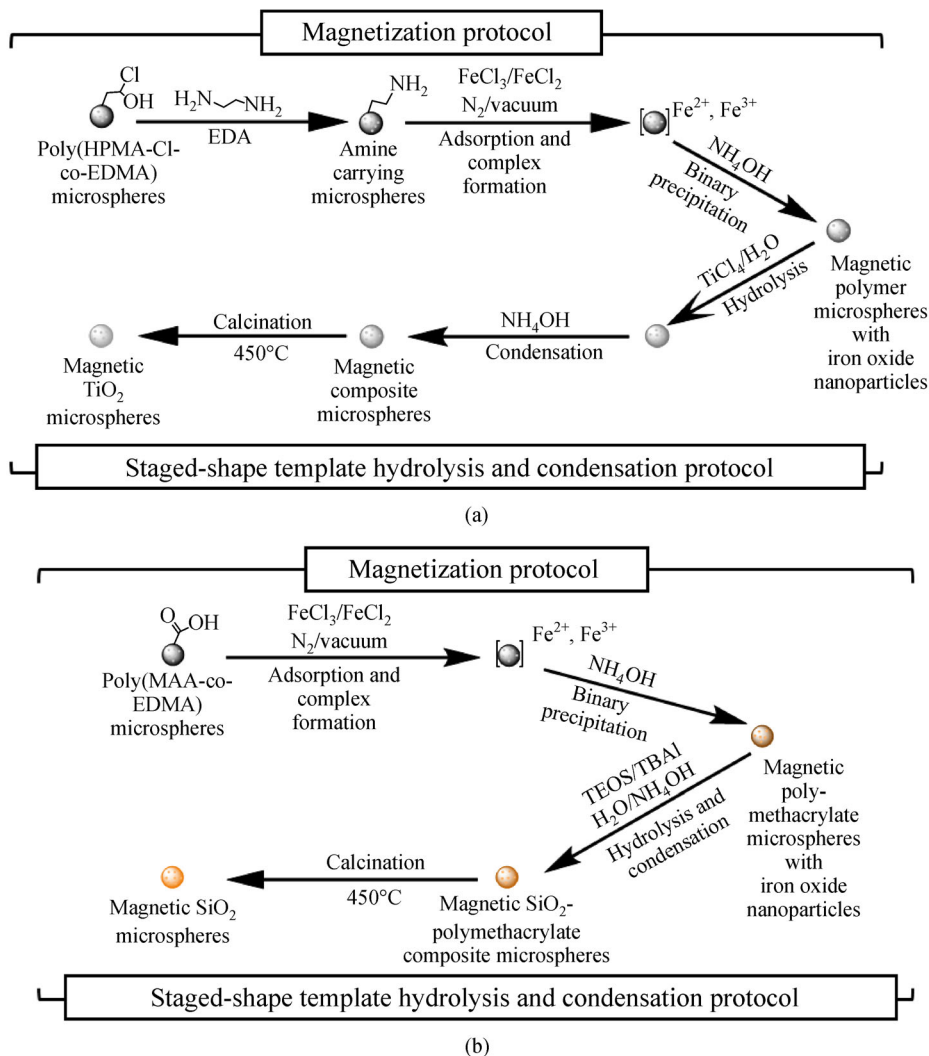 Magnetization protocol
Cl
OH
H₂N
NH₂
EDA
Poly(HPMA-Cl-
co-EDMA)
microspheres
NH₂
Amine
carrying
microspheres
FeCl₃/FeCl₂
N₂/vacuum
Adsorption and
complex
formation
[ ]Fe²⁺, Fe³⁺
NH₄OH
Binary
precipitation
Magnetic
polymer
microspheres
with
iron oxide
nanoparticles
TiCl₄/H₂O
Hydrolysis
NH₄OH
Condensation
Magnetic
composite
microspheres
Calcination
450°C
Magnetic
TiO₂
microspheres
Staged-shape template hydrolysis and condensation protocol
(a)
Magnetization protocol
O
OH
Poly(MAA-co-
EDMA)
microspheres
FeCl₃/FeCl₂
N₂/vacuum
Adsorption and
complex
formation
[ ] Fe²⁺, Fe³⁺
NH₄OH
Binary
precipitation
Magnetic
poly-
methacrylate
microspheres
with
iron oxide
nanoparticles
TEOS/TBAl
H₂O/NH₄OH
Hydrolysis and
condensation
Magnetic SiO₂-
polymethacrylate
composite microspheres
Calcination
450°C
Magnetic SiO₂
microspheres
Staged-shape template hydrolysis and condensation protocol
(b)